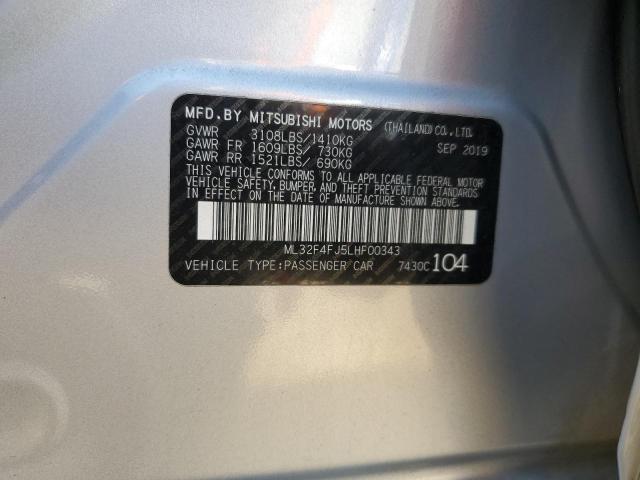 MFD.BY MITSUBISHI MOTORS (THAILAND) CO., LTD.
GVWR 3108LBS/1410KG SEP 2019
GAWR FR 1609LBS/ 730KG
GAWR RR 1521LBS/ 690KG
THIS VEHICLE CONFORMS TO ALL APPLICABLE FEDERAL MOTOR
VEHICLE SAFETY, BUMPER, AND THEFT PREVENTION STANDARDS
IN EFFECT ON THE DATE OF MANUFACTURE SHOWN ABOVE.
ML32F4FJ5LHF00343
VEHICLE TYPE:PASSENGER CAR 7430C 104